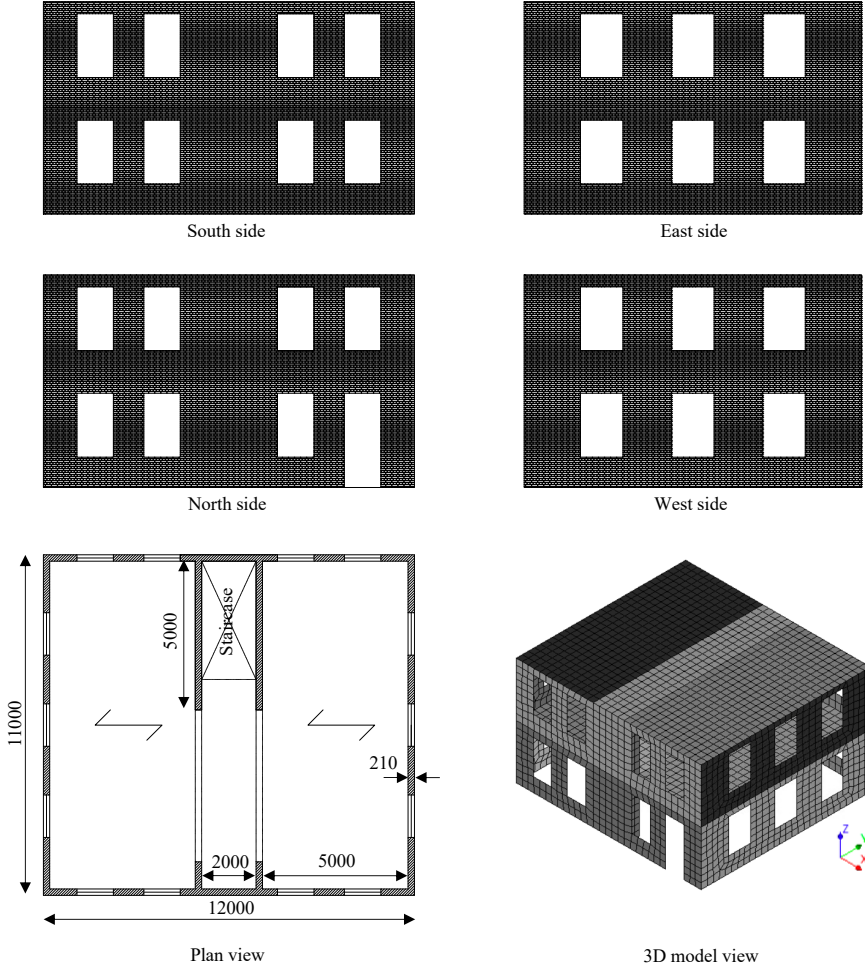 South side
East side
North side
West side
5000
Staircase
11000
210
2000
5000
12000
Z
Y
X
Plan view
3D model view